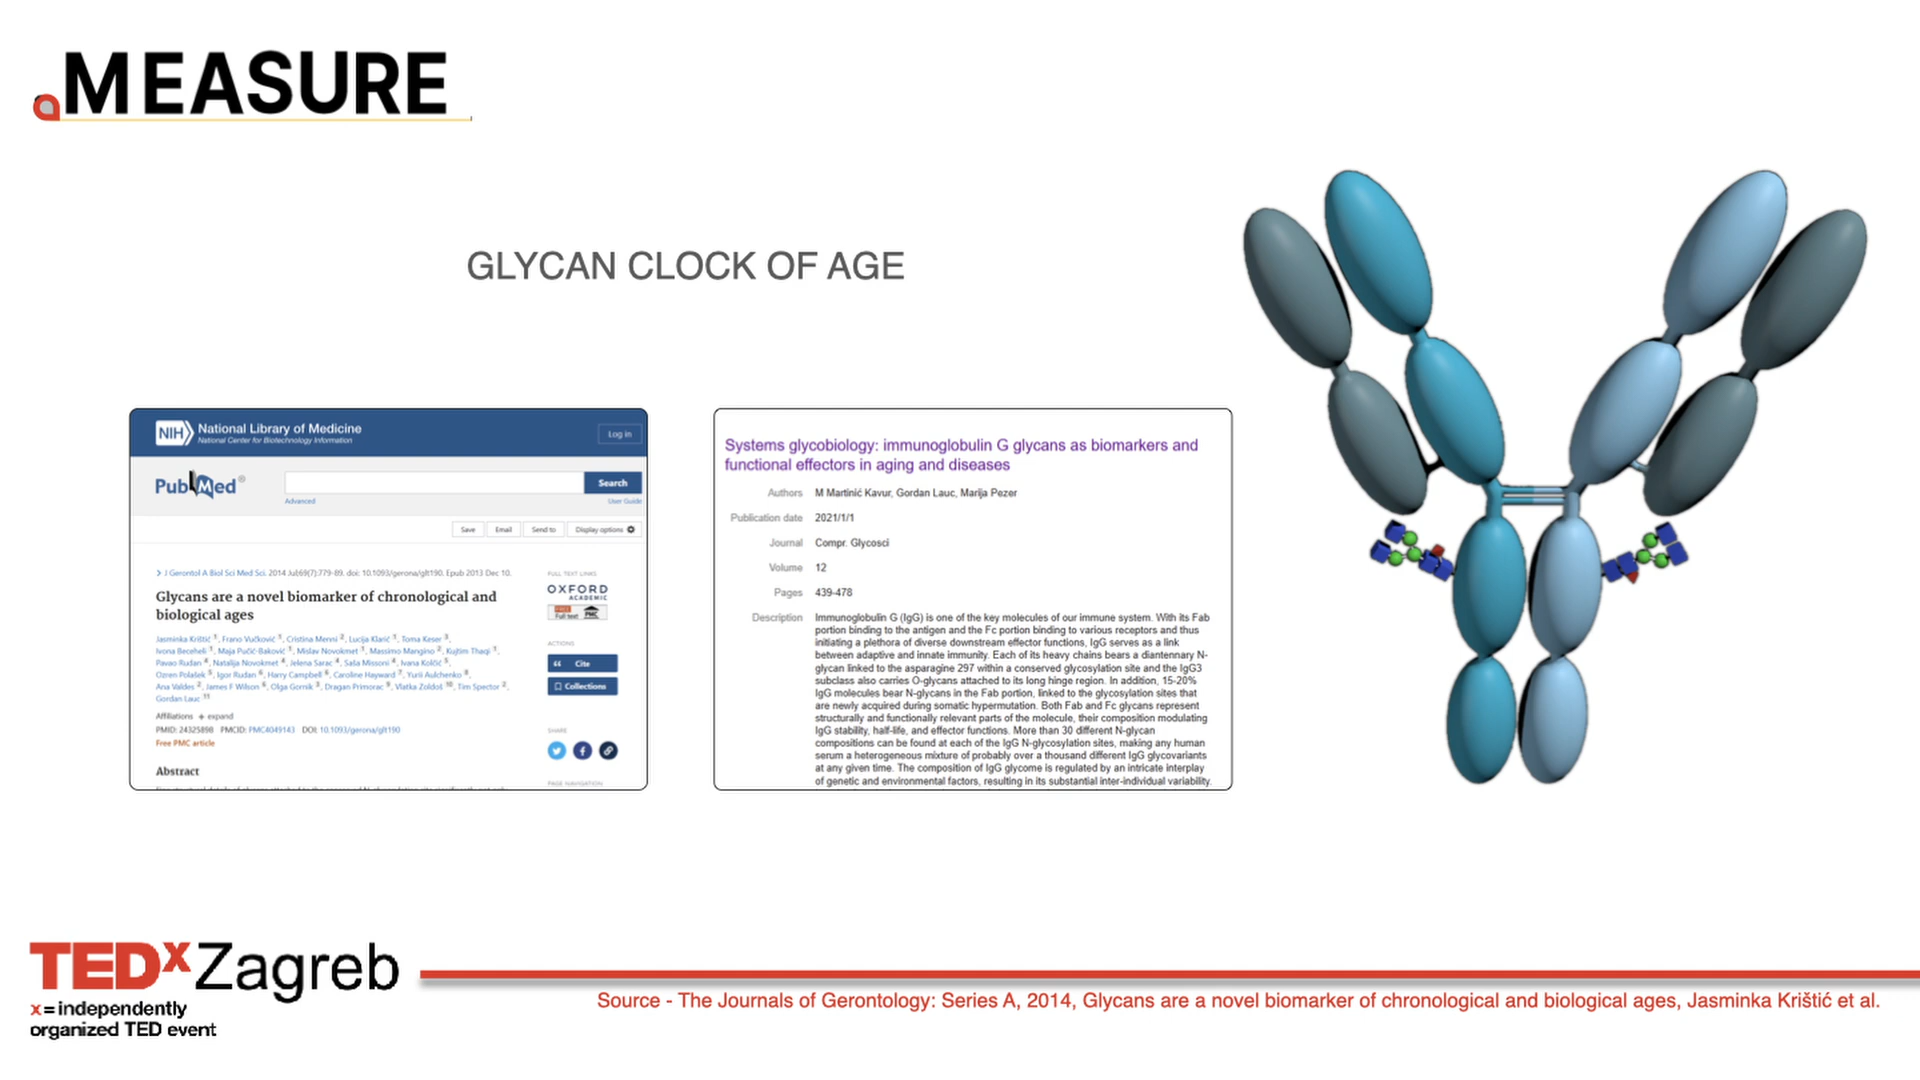 MEASURE
GLYCAN CLOCK OF AGE
NIH National Library of Medicine
National Center for Biotechnology Information
Log in
PubMed®
Search
Advanced
User Guide
Save
Email
Send to
Display options
J Gerontol A Biol Sci Med Sci. 2014 Jul;69(7):779-89. doi: 10.1093/gerona/glt190. Epub 2013 Dec 10.
Glycans are a novel biomarker of chronological and
biological ages
Jasminka Krištić 1, Frano Vučković 1, Cristina Menni 2, Lucija Klarić 1, Toma Keser 3,
Ivona Beceheli 1, Maja Pučić-Baković 1, Mislav Novokmet 1, Massimo Mangino 2, Kujtim Thaqi 1,
Pavao Rudan 4, Natalija Novokmet 4, Jelena Sarac 4, Saša Missoni 4, Ivana Kolčić 5,
Ozren Polašek 5, Igor Rudan 6, Harry Campbell 6, Caroline Hayward 7, Yurii Aulchenko 8,
Ana Valdes 2, James F Wilson 6, Olga Gornik 3, Dragan Primorac 9, Vlatka Zoldoš 10, Tim Spector 2,
Gordan Lauc 11
Affiliations + expand
PMID: 24325898 PMCID: PMC4049143 DOI: 10.1093/gerona/glt190
Free PMC article
Abstract
FULL TEXT LINKS
OXFORD
ACADEMIC
FREE
Full text PMC
ACTIONS
Cite
Collections
SHARE
PAGE NAVIGATION
Systems glycobiology: immunoglobulin G glycans as biomarkers and
functional effectors in aging and diseases
Authors M Martinić Kavur, Gordan Lauc, Marija Pezer
Publication date 2021/1/1
Journal Compr. Glycosci
Volume 12
Pages 439-478
Description Immunoglobulin G (IgG) is one of the key molecules of our immune system. With its Fab
portion binding to the antigen and the Fc portion binding to various receptors and thus
initiating a plethora of diverse downstream effector functions, IgG serves as a link
between adaptive and innate immunity. Each of its heavy chains bears a diantennary N-
glycan linked to the asparagine 297 within a conserved glycosylation site and the IgG3
subclass also carries O-glycans attached to its long hinge region. In addition, 15-20%
IgG molecules bear N-glycans in the Fab portion, linked to the glycosylation sites that
are newly acquired during somatic hypermutation. Both Fab and Fc glycans represent
structurally and functionally relevant parts of the molecule, their composition modulating
IgG stability, half-life, and effector functions. More than 30 different N-glycan
compositions can be found at each of the IgG N-glycosylation sites, making any human
serum a heterogeneous mixture of probably over a thousand different IgG glycovariants
at any given time. The composition of IgG glycome is regulated by an intricate interplay
of genetic and environmental factors, resulting in its substantial inter-individual variability.
TEDxZagreb
x = independently
organized TED event
Source - The Journals of Gerontology: Series A, 2014, Glycans are a novel biomarker of chronological and biological ages, Jasminka Krištić et al.